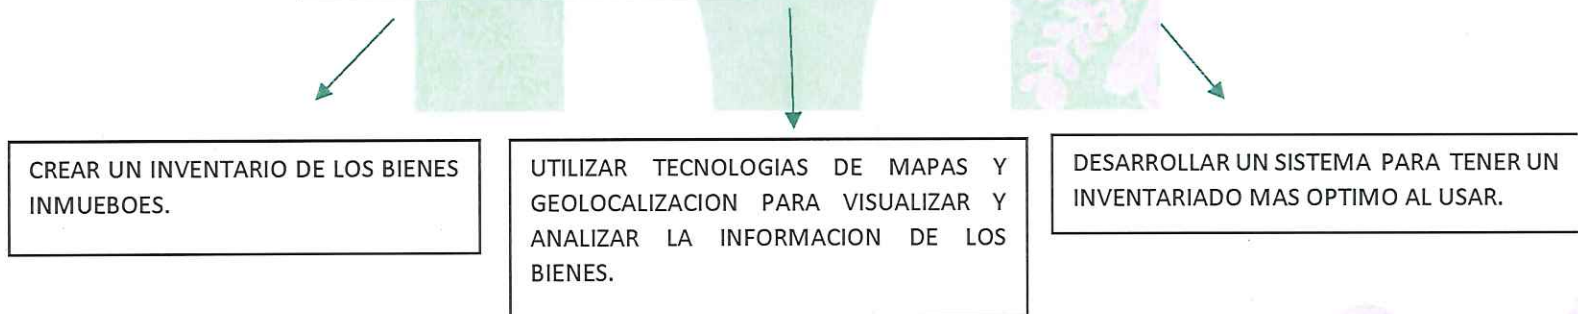 CREAR UN INVENTARIO DE LOS BIENES
INMUEBOES.
UTILIZAR TECNOLOGIAS DE MAPAS Y
GEOLOCALIZACION PARA VISUALIZAR Y
ANALIZAR LA INFORMACION DE LOS
BIENES.
DESARROLLAR UN SISTEMA PARA TENER UN
INVENTARIADO MAS OPTIMO AL USAR.